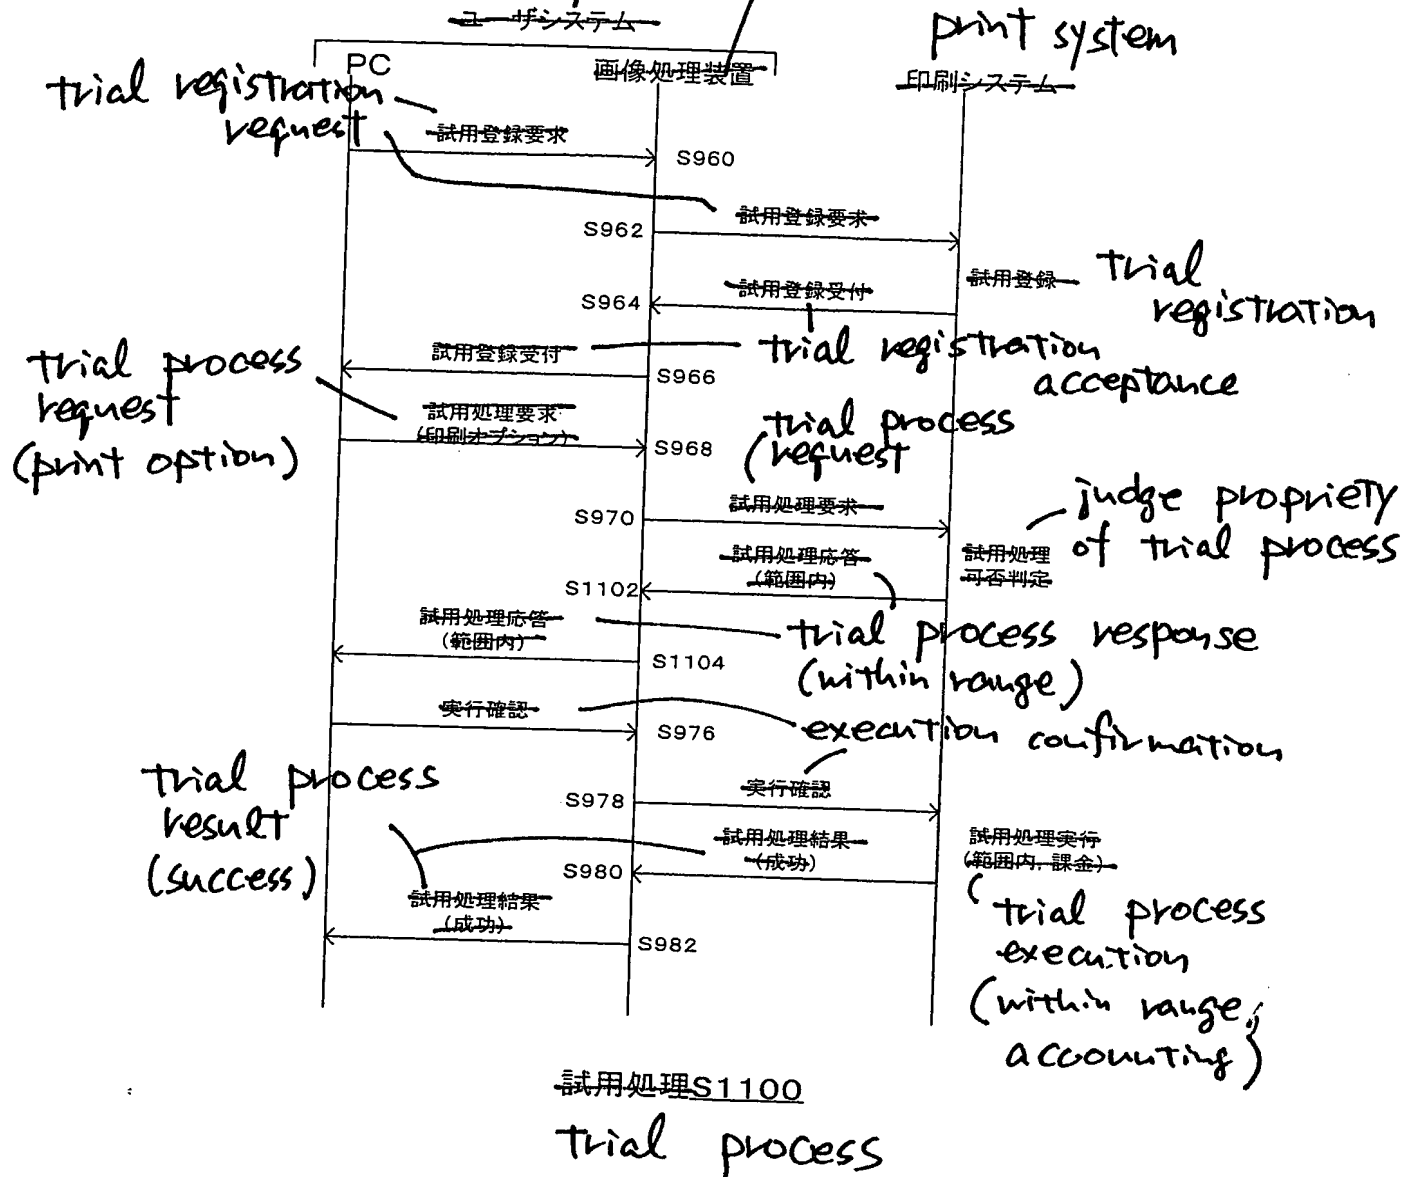 ユーザシステム
print system
PC
画像処理装置
印刷システム
trial registration
request
試用登録要求
S960
試用登録要求
S962
試用登録
trial
registration
試用登録受付
S964
試用登録受付
trial registration
acceptance
S966
trial process
request
(print option)
試用処理要求
(印刷オプション)
S968
trial process
(request
試用処理要求
S970
judge propriety
of trial process
試用処理
可否判定
試用処理応答
(範囲内)
S1102
試用処理応答
(範囲内)
S1104
trial process response
(within range)
実行確認
S976
execution confirmation
実行確認
S978
trial process
result
(success)
試用処理結果
(成功)
S980
試用処理実行
(範囲内,課金)
trial process
execution
(within range,
accounting)
試用処理結果
(成功)
S982
試用処理S1100
trial process